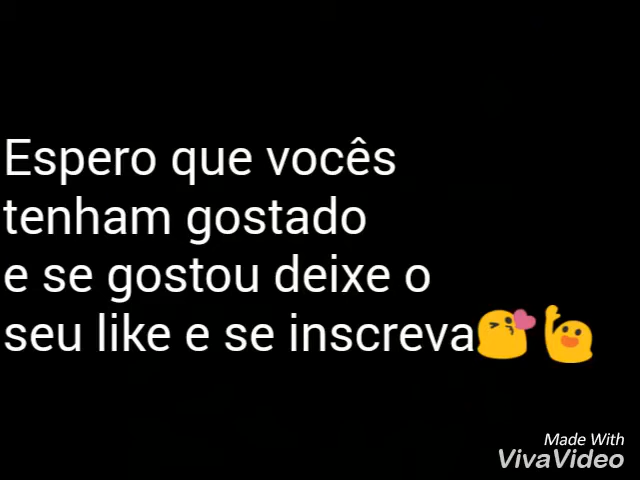 Espero que vocês
tenham gostado
e se gostou deixe o
seu like e se inscreva😘🙋
Made With
VivaVideo